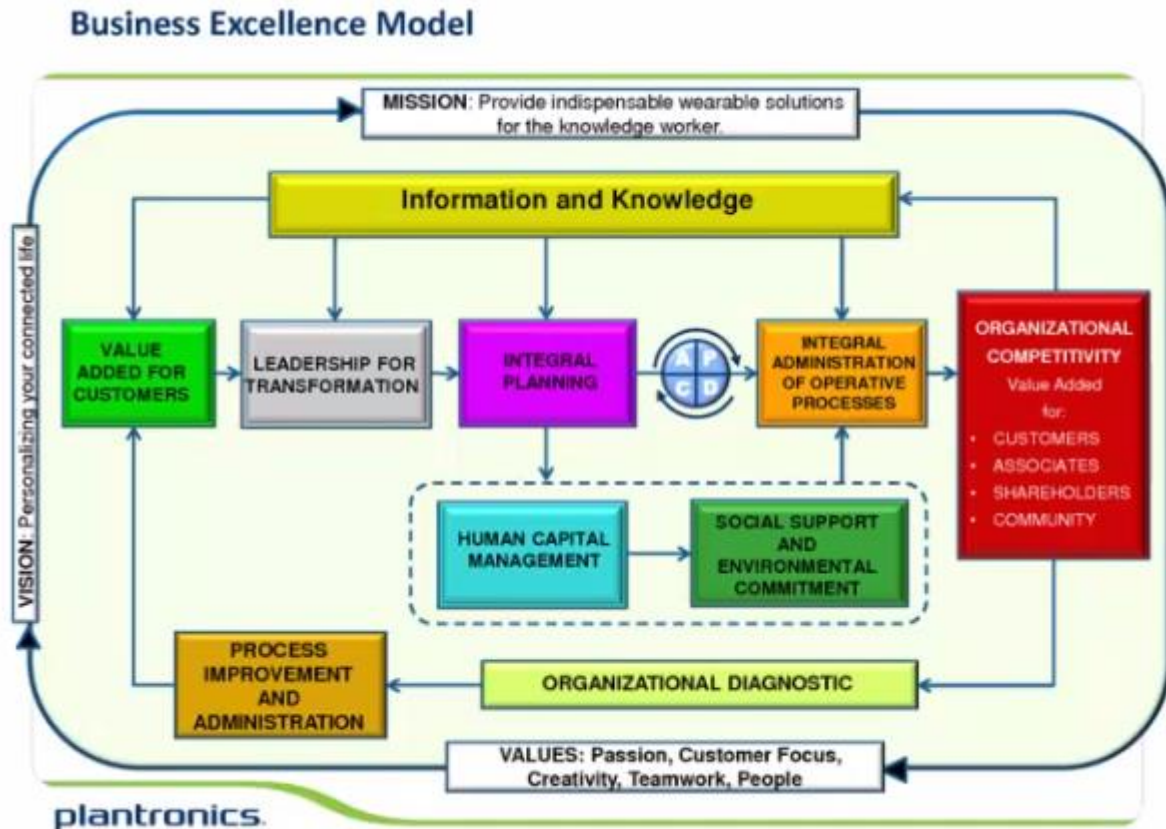 Business Excellence Model
MISSION: Provide indispensable wearable solutions
for the knowledge worker.
VISION: Personalizing your connected life
Information and Knowledge
VALUE
ADDED FOR
CUSTOMERS
LEADERSHIP FOR
TRANSFORMATION
INTEGRAL
PLANNING
A P
C D
INTEGRAL
ADMINISTRATION
OF OPERATIVE
PROCESSES
ORGANIZATIONAL
COMPETITIVITY
Value Added
for:
• CUSTOMERS
• ASSOCIATES
• SHAREHOLDERS
• COMMUNITY
HUMAN CAPITAL
MANAGEMENT
SOCIAL SUPPORT
AND
ENVIRONMENTAL
COMMITMENT
PROCESS
IMPROVEMENT
AND
ADMINISTRATION
ORGANIZATIONAL DIAGNOSTIC
VALUES: Passion, Customer Focus,
Creativity, Teamwork, People
plantronics.